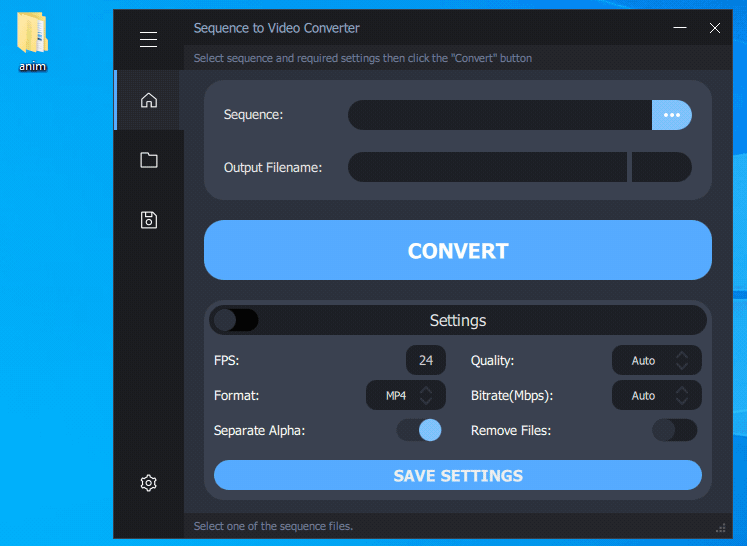 anim
Sequence to Video Converter
Select sequence and required settings then click the "Convert" button
Sequence:
Output Filename:
CONVERT
Settings
FPS: 24 Quality: Auto
Format: MP4 Bitrate(Mbps): Auto
Separate Alpha: Remove Files:
SAVE SETTINGS
Select one of the sequence files.